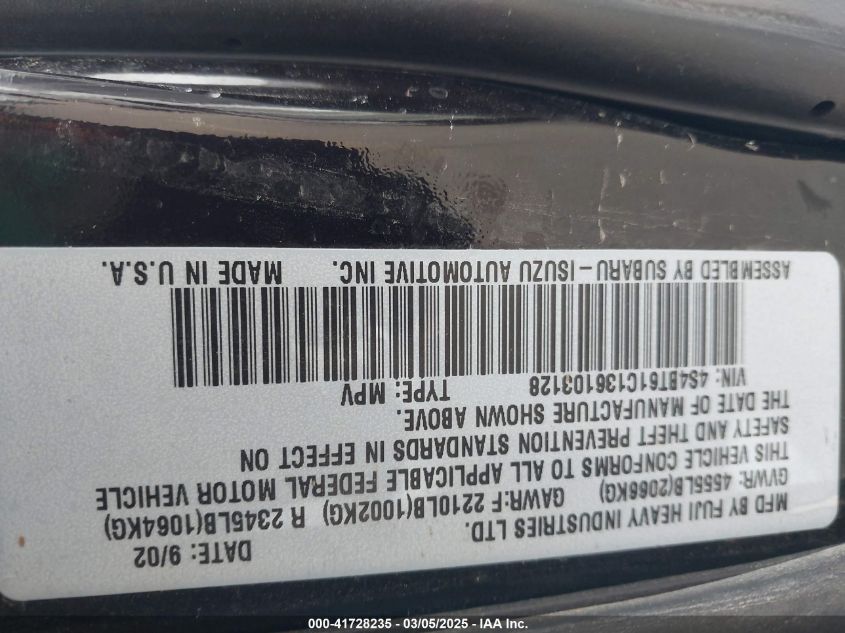 MFD BY FUJI HEAVY INDUSTRIES LTD. DATE: 9/02
GVWR: 4555LB(2066KG) GAWR:F 2210LB(1002KG) R 2345LB(1064KG)
THIS VEHICLE CONFORMS TO ALL APPLICABLE FEDERAL MOTOR VEHICLE
SAFETY AND THEFT PREVENTION STANDARDS IN EFFECT ON
THE DATE OF MANUFACTURE SHOWN ABOVE.
VIN: 4S4BT61C136103128 TYPE: MPV
ASSEMBLED BY SUBARU-ISUZU AUTOMOTIVE INC. MADE IN U.S.A.
000-41728235 - 03/05/2025 - IAA Inc.